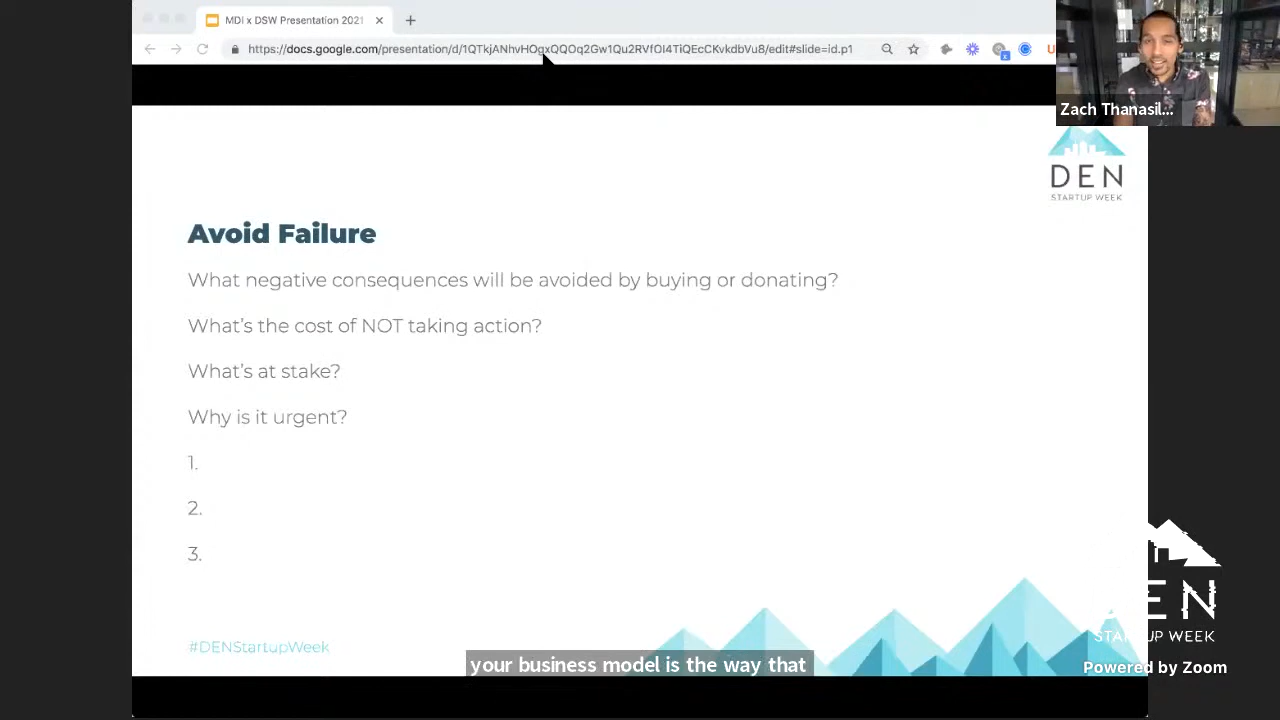 MDi x DSW Presentation 2021
https://docs.google.com/presentation/d/1QTkjANhvHOgxQQOq2Gw1Qu2RVfOI4TiQEcCKvkdbVu8/edit#slide=id.p1
Zach Thanasil...
DEN
STARTUP WEEK
Avoid Failure
What negative consequences will be avoided by buying or donating?
What's the cost of NOT taking action?
What's at stake?
Why is it urgent?
1.
2.
3.
#DENStartupWeek
your business model is the way that
DEN
STARTUP WEEK
Powered by Zoom